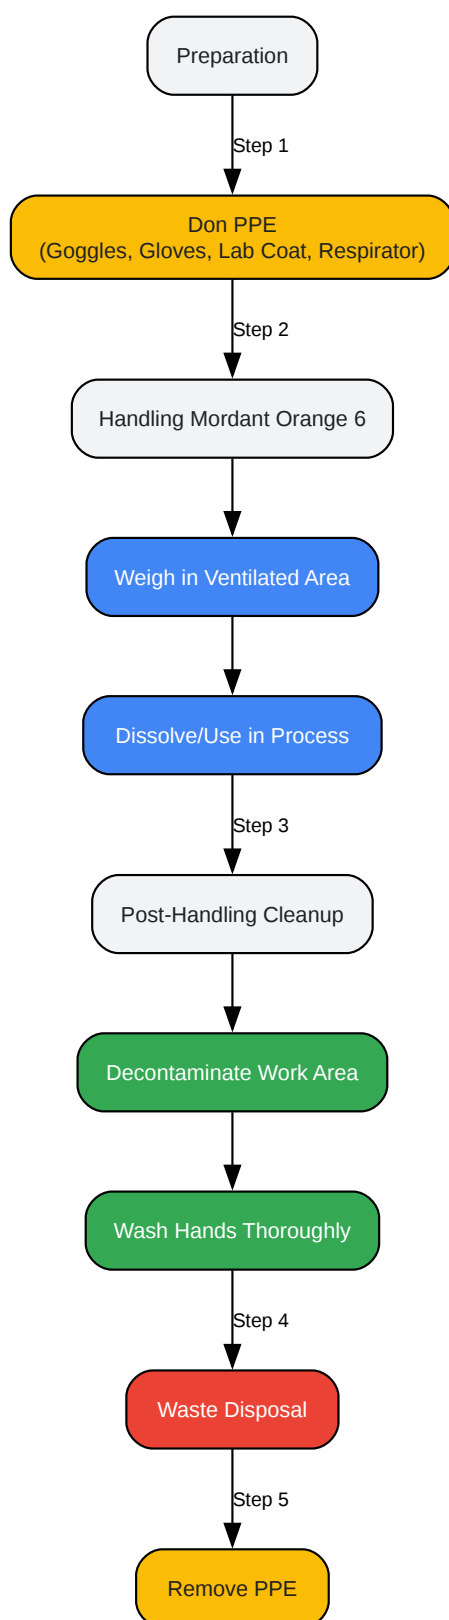 Preparation
Step 1
Don PPE
(Goggles, Gloves, Lab Coat, Respirator)
Step 2
Handling Mordant Orange 6
Weigh in Ventilated Area
Dissolve/Use in Process
Step 3
Post-Handling Cleanup
Decontaminate Work Area
Wash Hands Thoroughly
Step 4
Waste Disposal
Step 5
Remove PPE